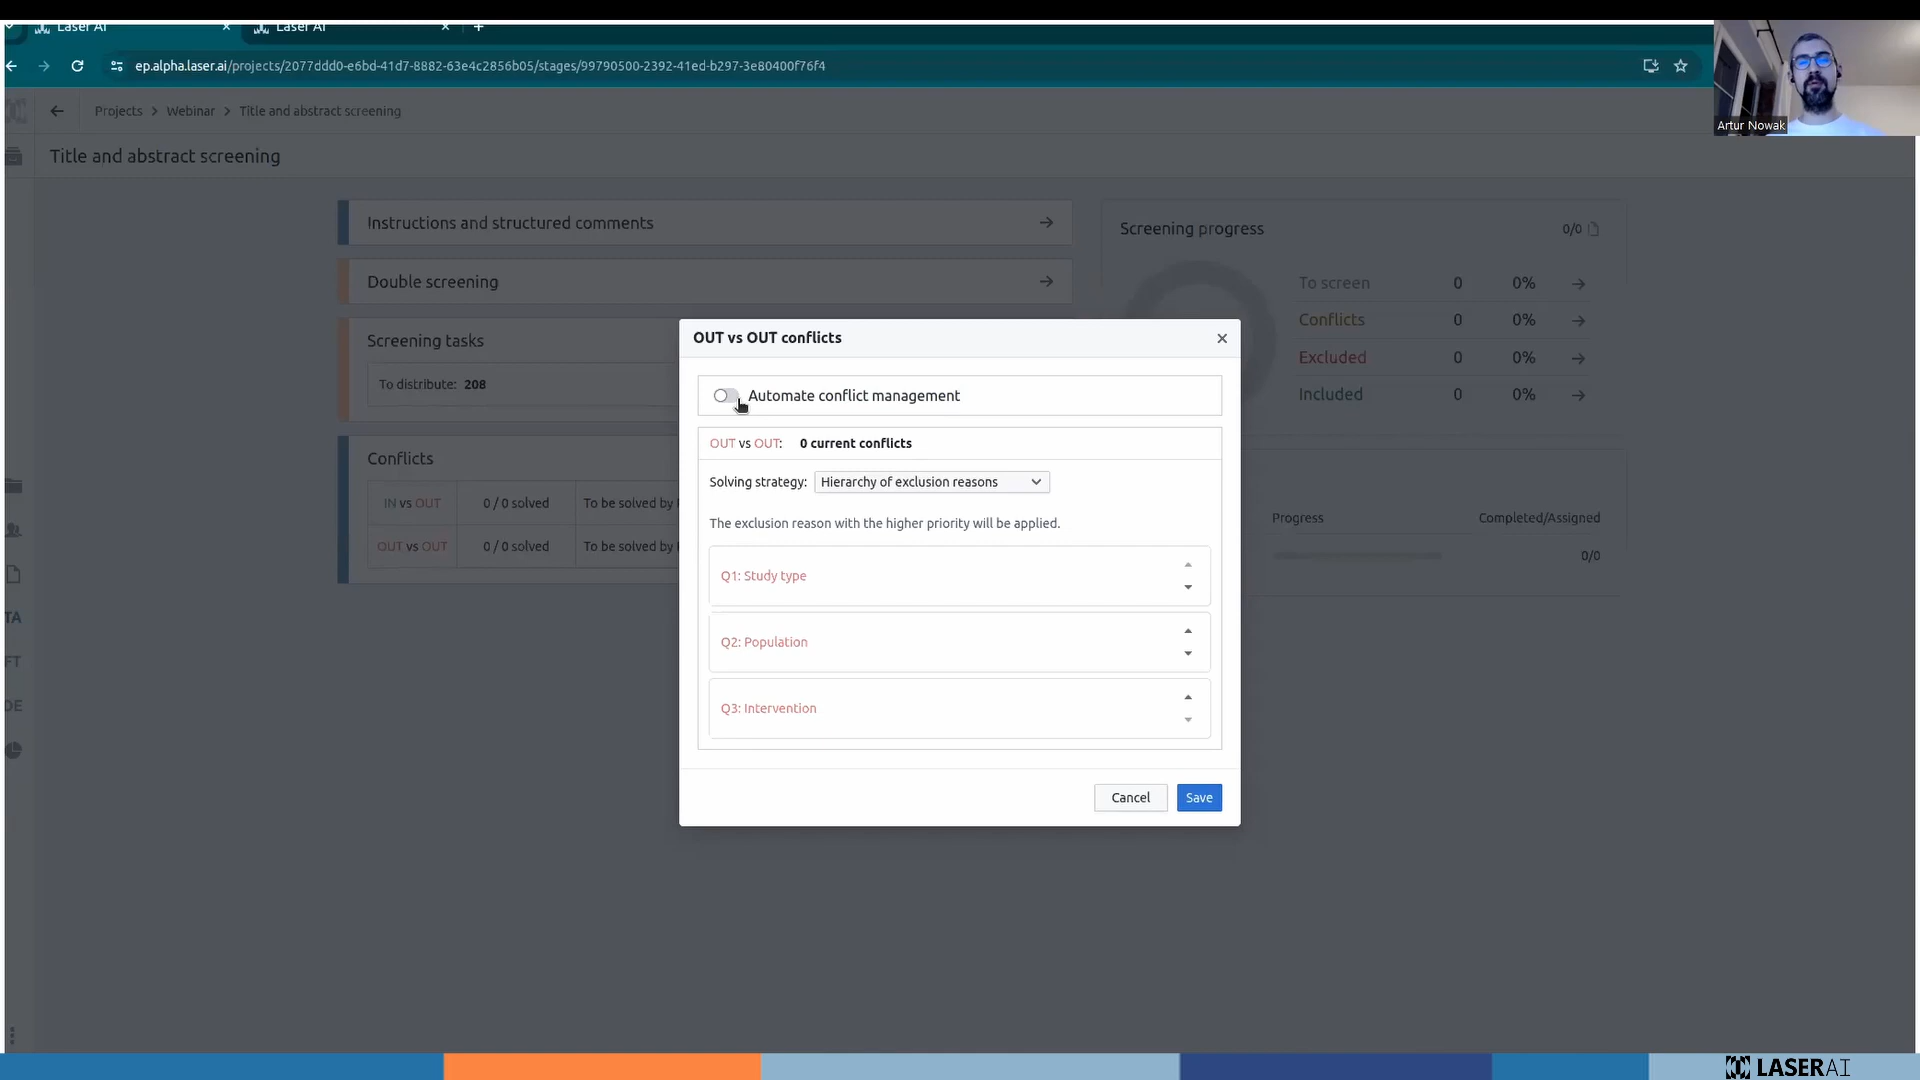 Laser AI
Laser AI
ep.alpha.laser.ai/projects/2077ddd0-e6bd-41d7-8882-63e4c2856b05/stages/99790500-2392-41ed-b297-3e80400f76f4
Artur Nowak
Projects > Webinar > Title and abstract screening
Title and abstract screening
Instructions and structured comments
Double screening
Screening tasks
To distribute: 208
Conflicts
IN vs OUT 0 / 0 solved To be solved by
OUT vs OUT 0 / 0 solved To be solved by
TA
FT
DE
Screening progress 0/0
To screen 0 0%
Conflicts 0 0%
Excluded 0 0%
Included 0 0%
Progress Completed/Assigned
0/0
OUT vs OUT conflicts
Automate conflict management
OUT vs OUT: 0 current conflicts
Solving strategy: Hierarchy of exclusion reasons
The exclusion reason with the higher priority will be applied.
Q1: Study type
Q2: Population
Q3: Intervention
Cancel Save
LASERAI